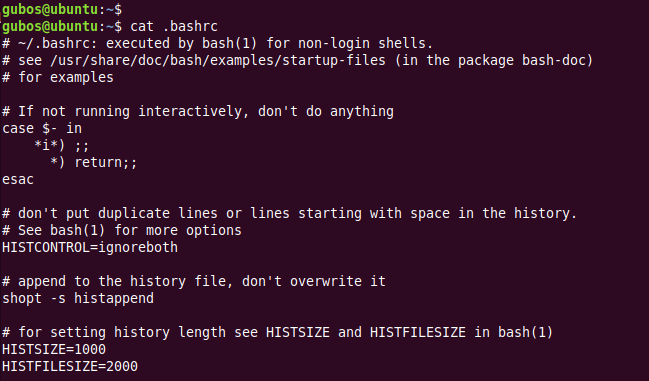 gubos@ubuntu:~$
gubos@ubuntu:~$ cat .bashrc
# ~/.bashrc: executed by bash(1) for non-login shells.
# see /usr/share/doc/bash/examples/startup-files (in the package bash-doc)
# for examples

# If not running interactively, don't do anything
case $- in
    *i*) ;;
      *) return;;
esac

# don't put duplicate lines or lines starting with space in the history.
# See bash(1) for more options
HISTCONTROL=ignoreboth

# append to the history file, don't overwrite it
shopt -s histappend

# for setting history length see HISTSIZE and HISTFILESIZE in bash(1)
HISTSIZE=1000
HISTFILESIZE=2000